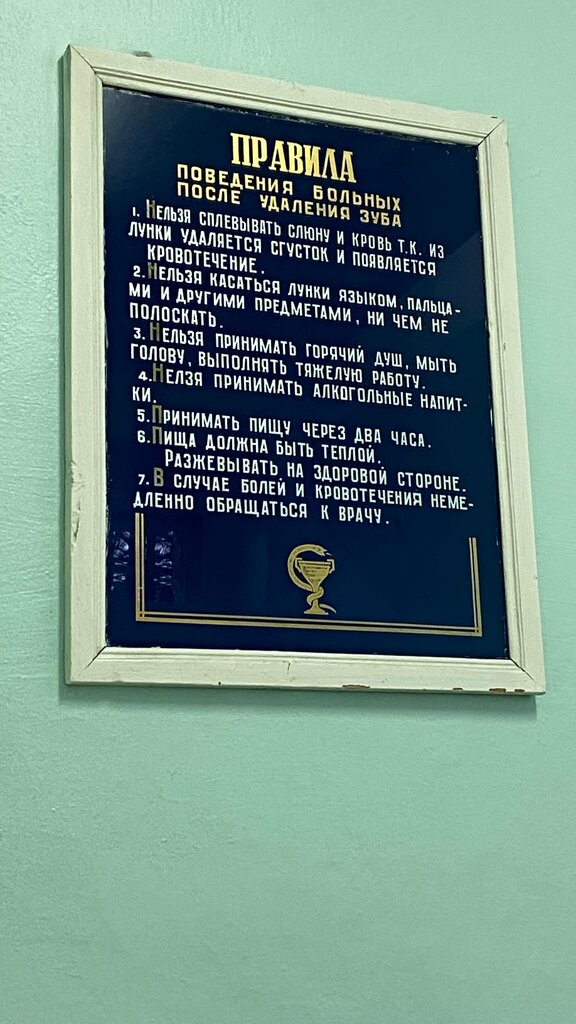 ПРАВИЛА
ПОВЕДЕНИЯ БОЛЬНЫХ
ПОСЛЕ УДАЛЕНИЯ ЗУБА
1. НЕЛЬЗЯ СПЛЕВЫВАТЬ СЛЮНУ И КРОВЬ Т.К. ИЗ
ЛУНКИ УДАЛЯЕТСЯ СГУСТОК И ПОЯВЛЯЕТСЯ
КРОВОТЕЧЕНИЕ.
2. НЕЛЬЗЯ КАСАТЬСЯ ЛУНКИ ЯЗЫКОМ, ПАЛЬЦА-
МИ И ДРУГИМИ ПРЕДМЕТАМИ, НИ ЧЕМ НЕ
ПОЛОСКАТЬ.
3. НЕЛЬЗЯ ПРИНИМАТЬ ГОРЯЧИЙ ДУШ, МЫТЬ
ГОЛОВУ, ВЫПОЛНЯТЬ ТЯЖЕЛУЮ РАБОТУ.
4. НЕЛЗЯ ПРИНИМАТЬ АЛКОГОЛЬНЫЕ НАПИТ-
КИ.
5. ПРИНИМАТЬ ПИЩУ ЧЕРЕЗ ДВА ЧАСА.
6. ПИЩА ДОЛЖНА БЫТЬ ТЕПЛОЙ.
РАЗЖЕВЫВАТЬ НА ЗДОРОВОЙ СТОРОНЕ.
7. В СЛУЧАЕ БОЛЕЙ И КРОВОТЕЧЕНИЯ НЕМЕ-
ДЛЕННО ОБРАЩАТЬСЯ К ВРАЧУ.